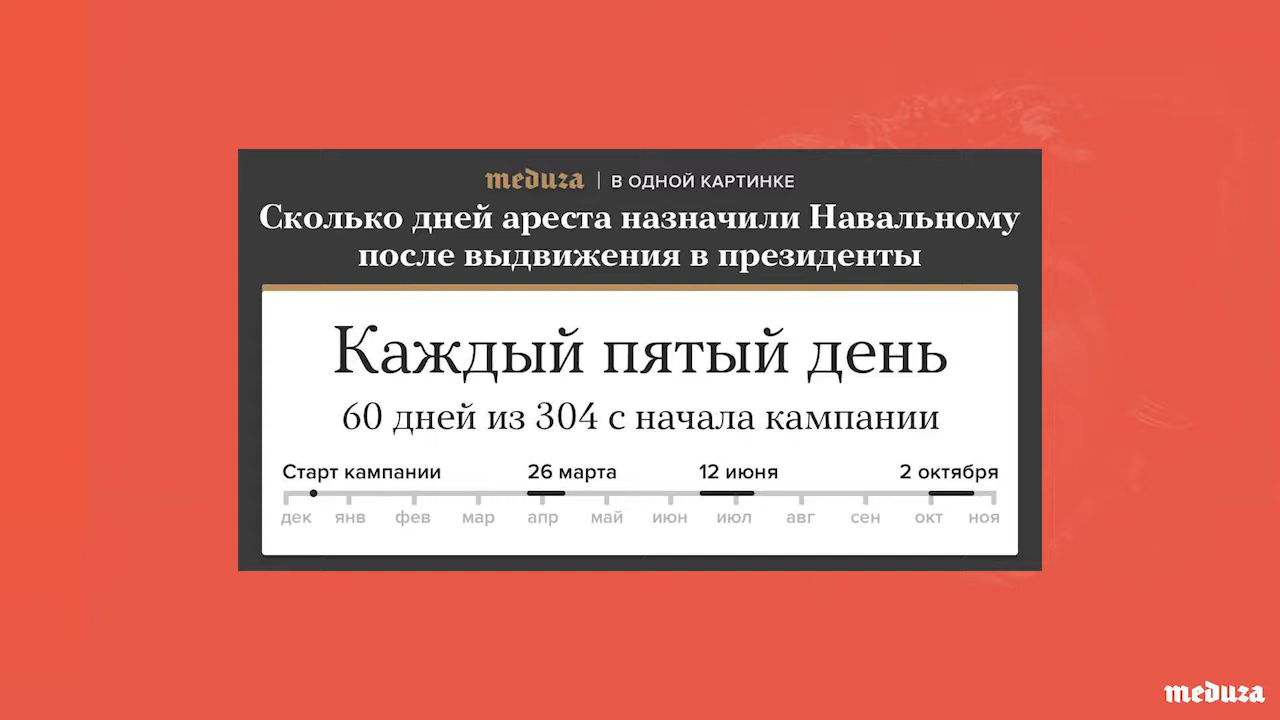 meduza | В ОДНОЙ КАРТИНКЕ
Сколько дней ареста назначили Навальному
после выдвижения в президенты
Каждый пятый день
60 дней из 304 с начала кампании
Старт кампании 26 марта 12 июня 2 октября
дек янв фев мар апр май июн июл авг сен окт ноя
meduza